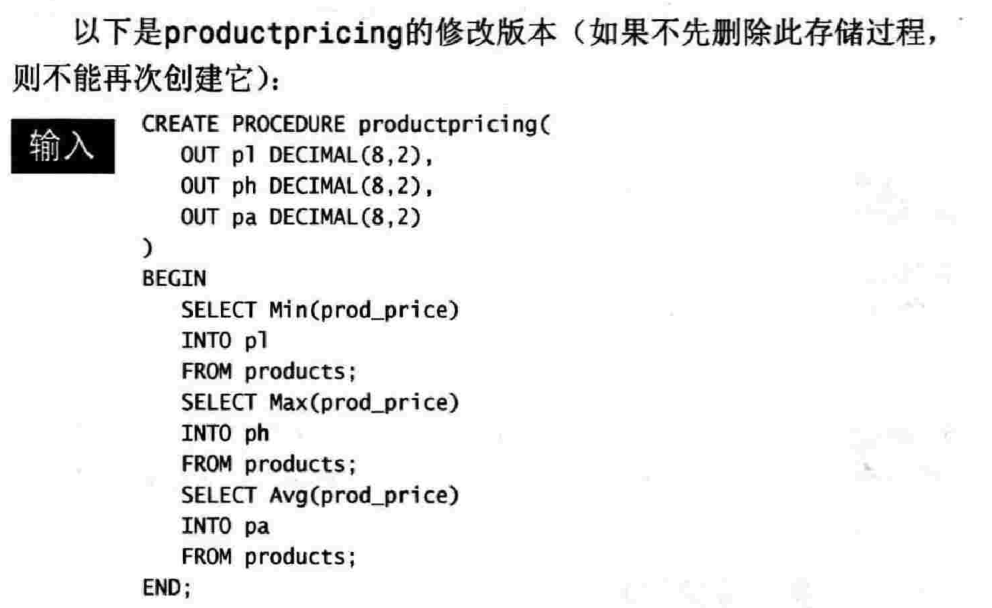 以下是productpricing的修改版本（如果不先删除此存储过程，
则不能再次创建它）：
输入
CREATE PROCEDURE productpricing(
OUT pl DECIMAL(8,2),
OUT ph DECIMAL(8,2),
OUT pa DECIMAL(8,2)
)
BEGIN
SELECT Min(prod_price)
INTO pl
FROM products;
SELECT Max(prod_price)
INTO ph
FROM products;
SELECT Avg(prod_price)
INTO pa
FROM products;
END;